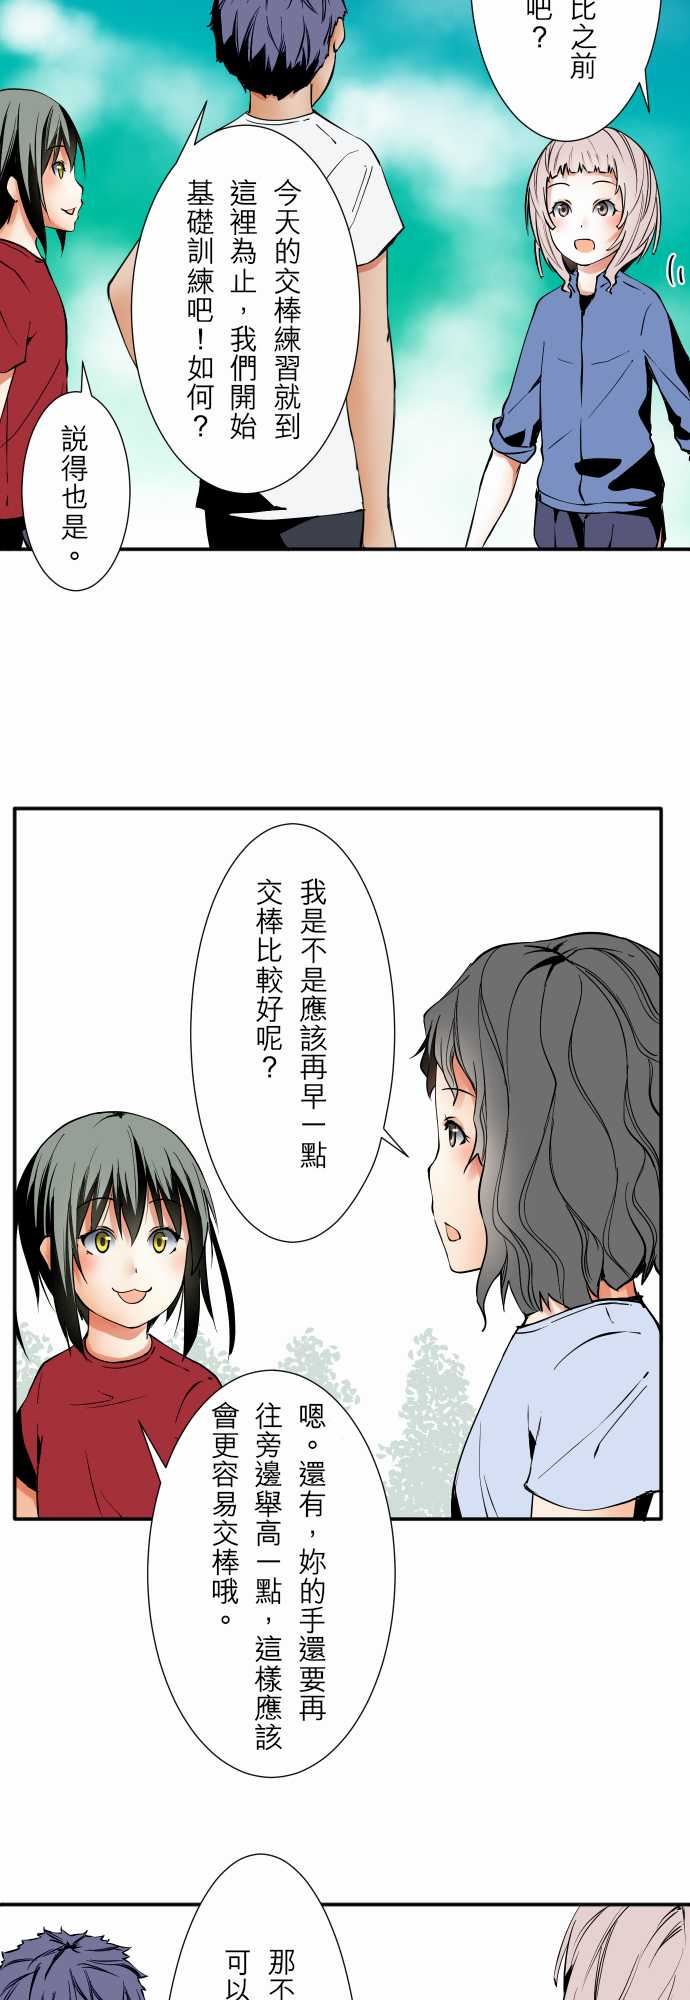 比之前
吧？
今天的交棒練習就到
這裡為止，我們開始
基礎訓練吧！如何？
說得也是。
我是不是應該再早一點
交棒比較好呢？
嗯。還有，妳的手還要再
往旁邊舉高一點，這樣應該
會更容易交棒哦。
那不
可以